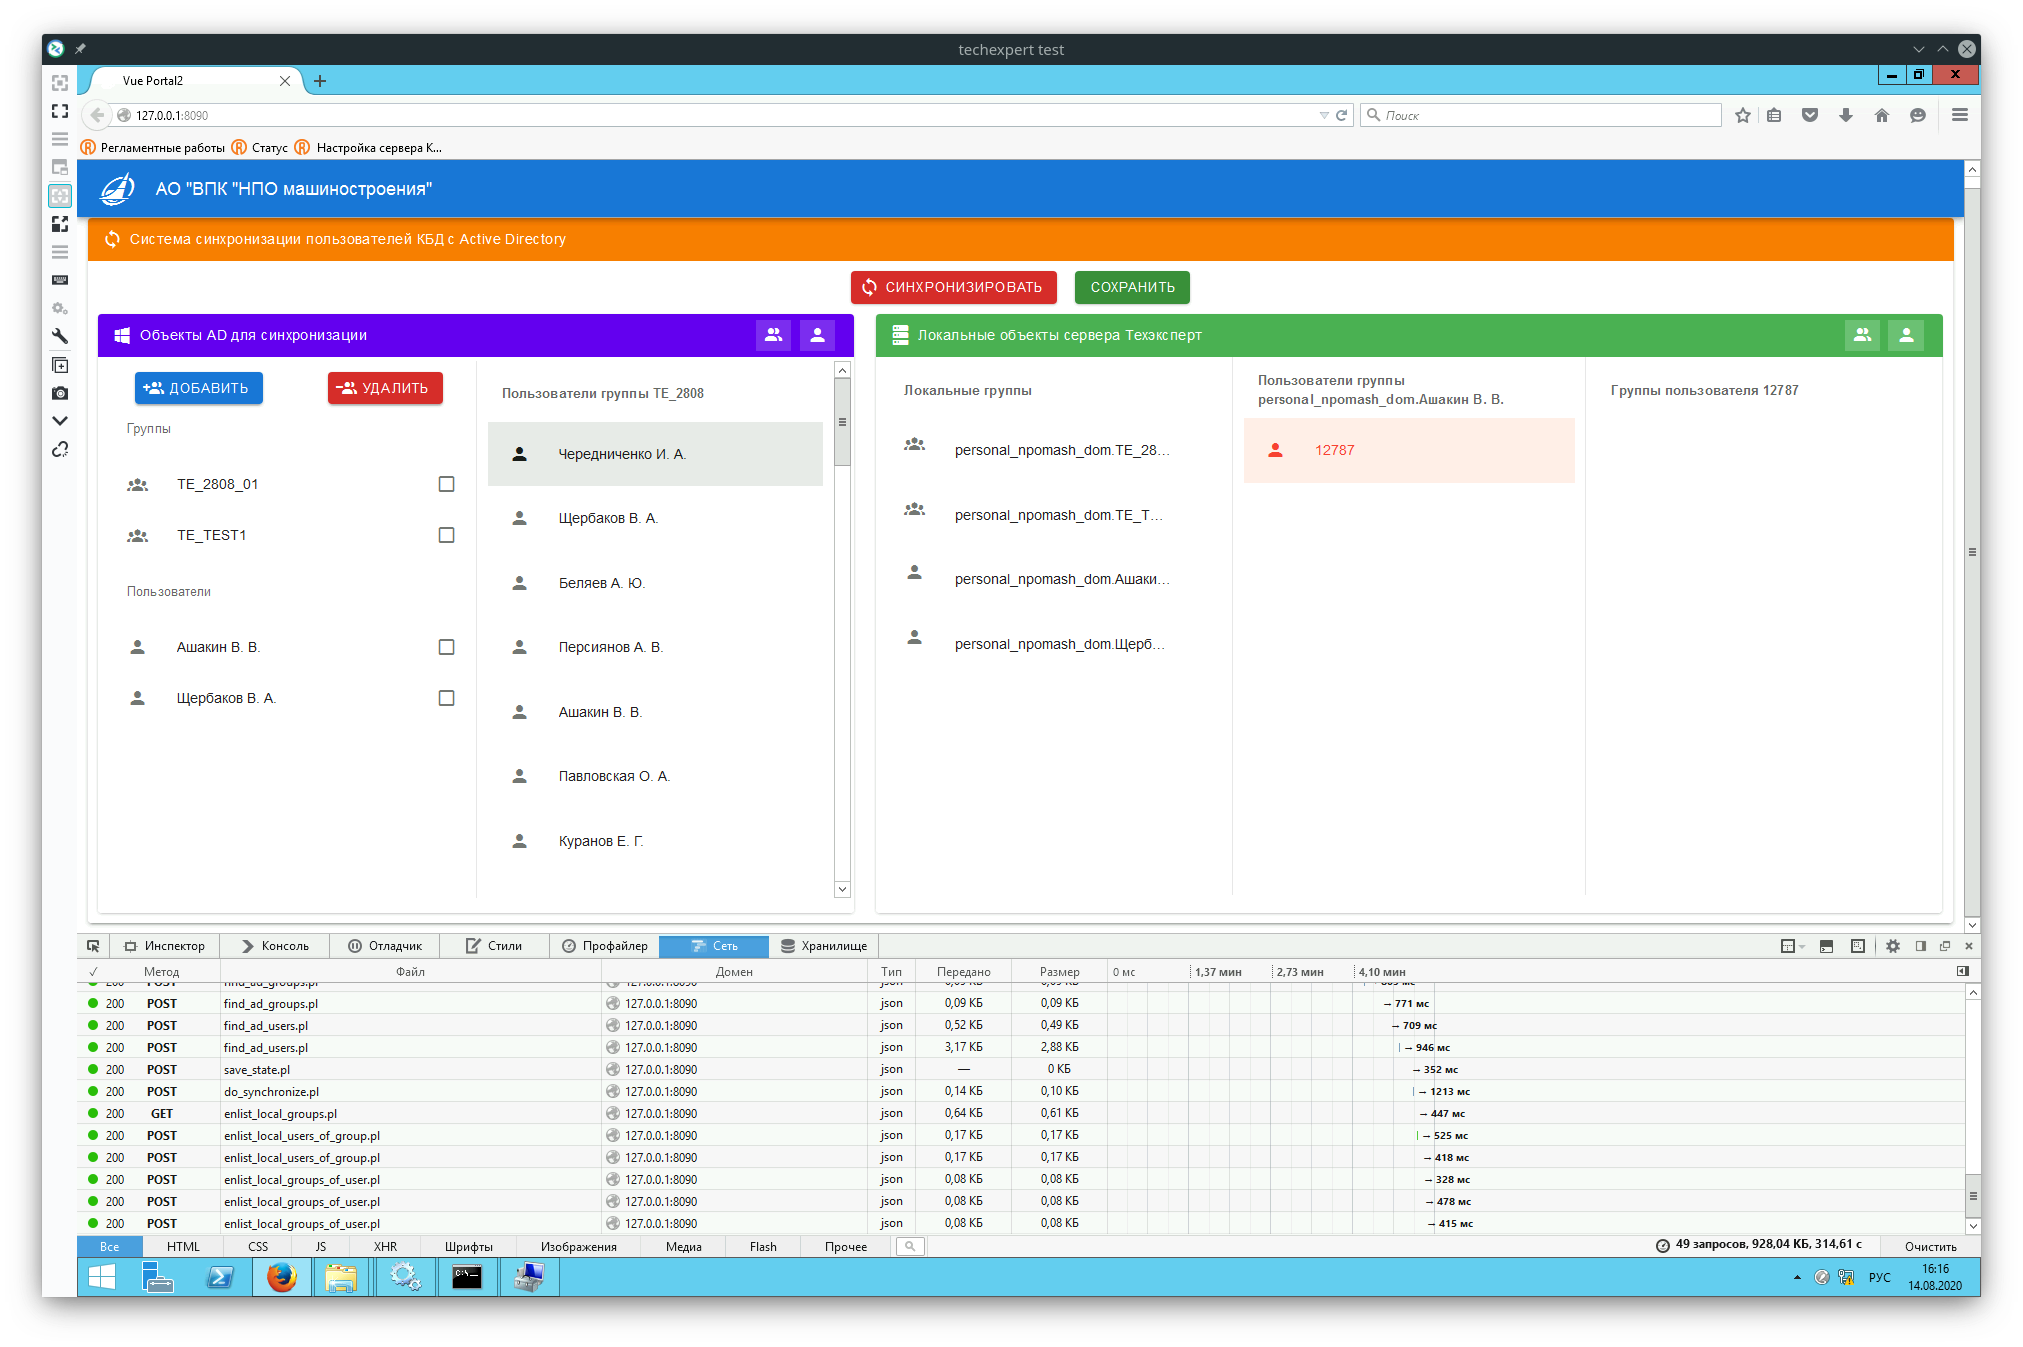 techexpert test
Vue Portal2
127.0.0.1:8090
Поиск
Регламентные работы
Статус
Настройка сервера К...
АО "ВПК "НПО машиностроения"
Система синхронизации пользователей КБД с Active Directory
СИНХРОНИЗИРОВАТЬ
СОХРАНИТЬ
Объекты AD для синхронизации
ДОБАВИТЬ
УДАЛИТЬ
Группы
TE_2808_01
TE_TEST1
Пользователи
Ашакин В. В.
Щербаков В. А.
Пользователи группы TE_2808
Чередниченко И. А.
Щербаков В. А.
Беляев А. Ю.
Персиянов А. В.
Ашакин В. В.
Павловская О. А.
Куранов Е. Г.
Локальные объекты сервера Техэксперт
Локальные группы
personal_npomash_dom.TE_28...
personal_npomash_dom.TE_T...
personal_npomash_dom.Ашаки...
personal_npomash_dom.Щерб...
Пользователи группы
personal_npomash_dom.Ашакин В. В.
12787
Группы пользователя 12787
Инспектор Консоль Отладчик Стили Профайлер Сеть Хранилище
✓ Метод Файл Домен Тип Передано Размер 0 мс 1,37 мин 2,73 мин 4,10 мин
200 POST find_ad_groups.pl 127.0.0.1:8090 json
200 POST find_ad_groups.pl 127.0.0.1:8090 json 0,09 КБ 0,09 КБ → 771 мс
200 POST find_ad_users.pl 127.0.0.1:8090 json 0,52 КБ 0,49 КБ → 709 мс
200 POST find_ad_users.pl 127.0.0.1:8090 json 3,17 КБ 2,88 КБ → 946 мс
200 POST save_state.pl 127.0.0.1:8090 json — 0 КБ → 352 мс
200 POST do_synchronize.pl 127.0.0.1:8090 json 0,14 КБ 0,10 КБ → 1213 мс
200 GET enlist_local_groups.pl 127.0.0.1:8090 json 0,64 КБ 0,61 КБ → 447 мс
200 POST enlist_local_users_of_group.pl 127.0.0.1:8090 json 0,17 КБ 0,17 КБ → 525 мс
200 POST enlist_local_users_of_group.pl 127.0.0.1:8090 json 0,17 КБ 0,17 КБ → 418 мс
200 POST enlist_local_groups_of_user.pl 127.0.0.1:8090 json 0,08 КБ 0,08 КБ → 328 мс
200 POST enlist_local_groups_of_user.pl 127.0.0.1:8090 json 0,08 КБ 0,08 КБ → 478 мс
200 POST enlist_local_groups_of_user.pl 127.0.0.1:8090 json 0,08 КБ 0,08 КБ → 415 мс
Все HTML CSS JS XHR Шрифты Изображения Медиа Flash Прочее 49 запросов, 928,04 КБ, 314,61 с Очистить
РУС
16:16
14.08.2020